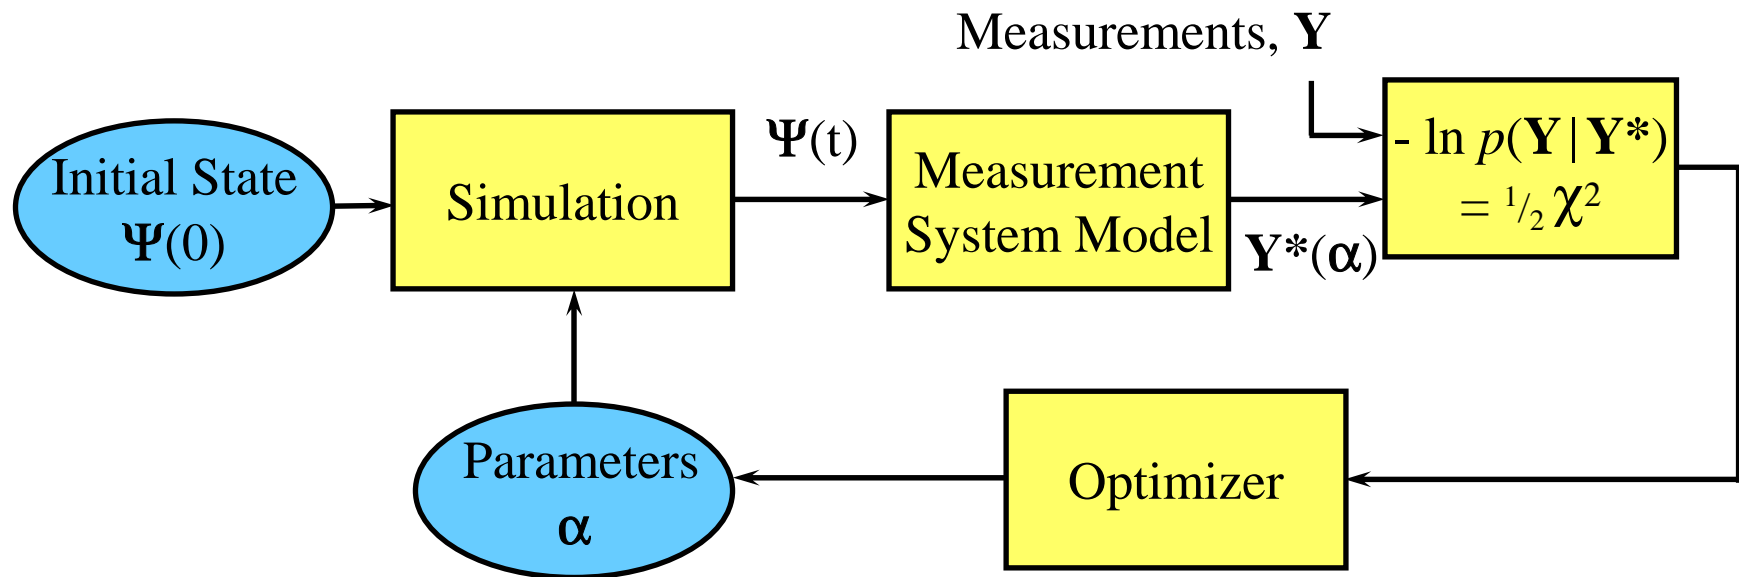 Measurements, Y
Initial State
Ψ(0)
Simulation
Ψ(t)
Measurement
System Model
Y*(α)
- ln p(Y | Y*)
= 1/2 χ2
Parameters
α
Optimizer